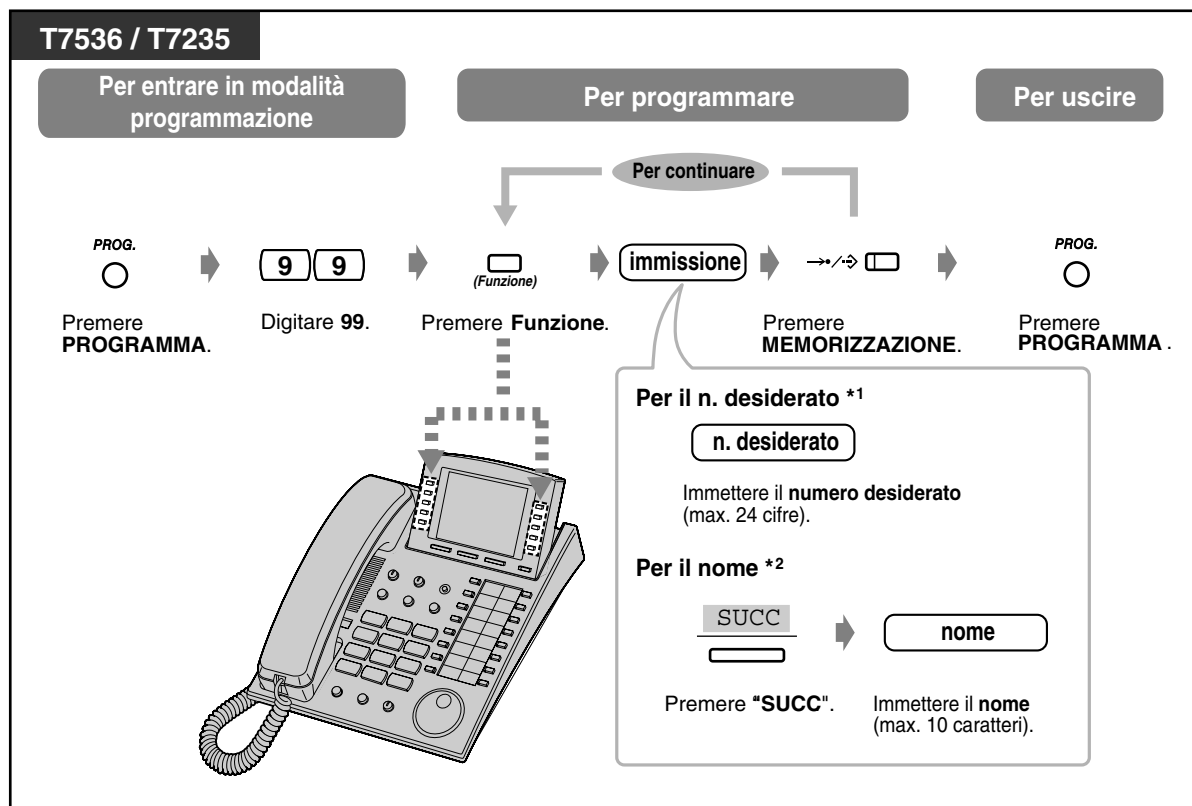 T7536 / T7235
Per entrare in modalità
programmazione
Per programmare
Per uscire
Per continuare
PROG.
9 9
(Funzione)
immissione
PROG.
Premere
PROGRAMMA.
Digitare 99.
Premere Funzione.
Premere
MEMORIZZAZIONE.
Premere
PROGRAMMA .
Per il n. desiderato *1
n. desiderato
Immettere il numero desiderato
(max. 24 cifre).
Per il nome *2
SUCC
nome
Premere "SUCC".
Immettere il nome
(max. 10 caratteri).